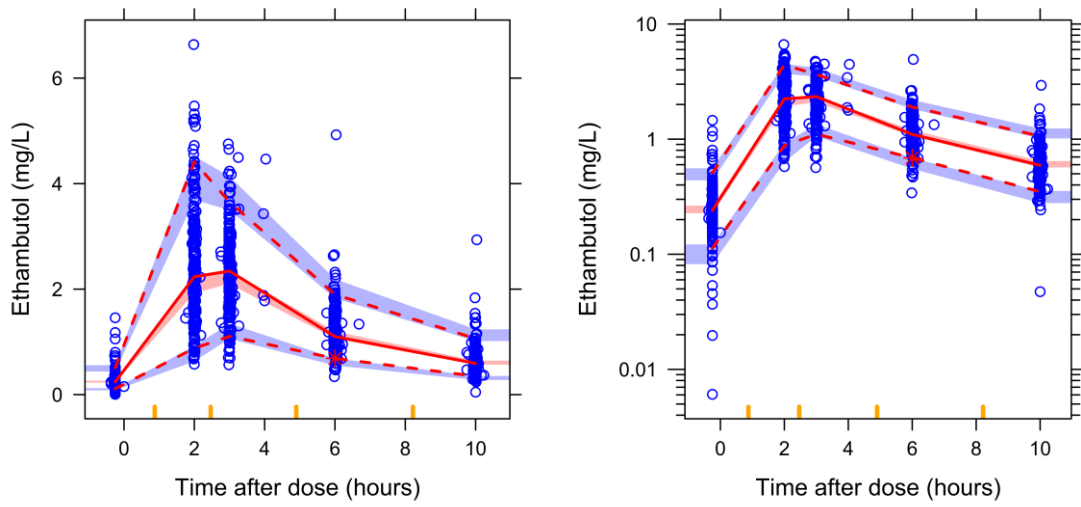 Ethambutol (mg/L)
6
4
2
0
0 2 4 6 8 10
Time after dose (hours)
Ethambutol (mg/L)
10
1
0.1
0.01
0 2 4 6 8 10
Time after dose (hours)